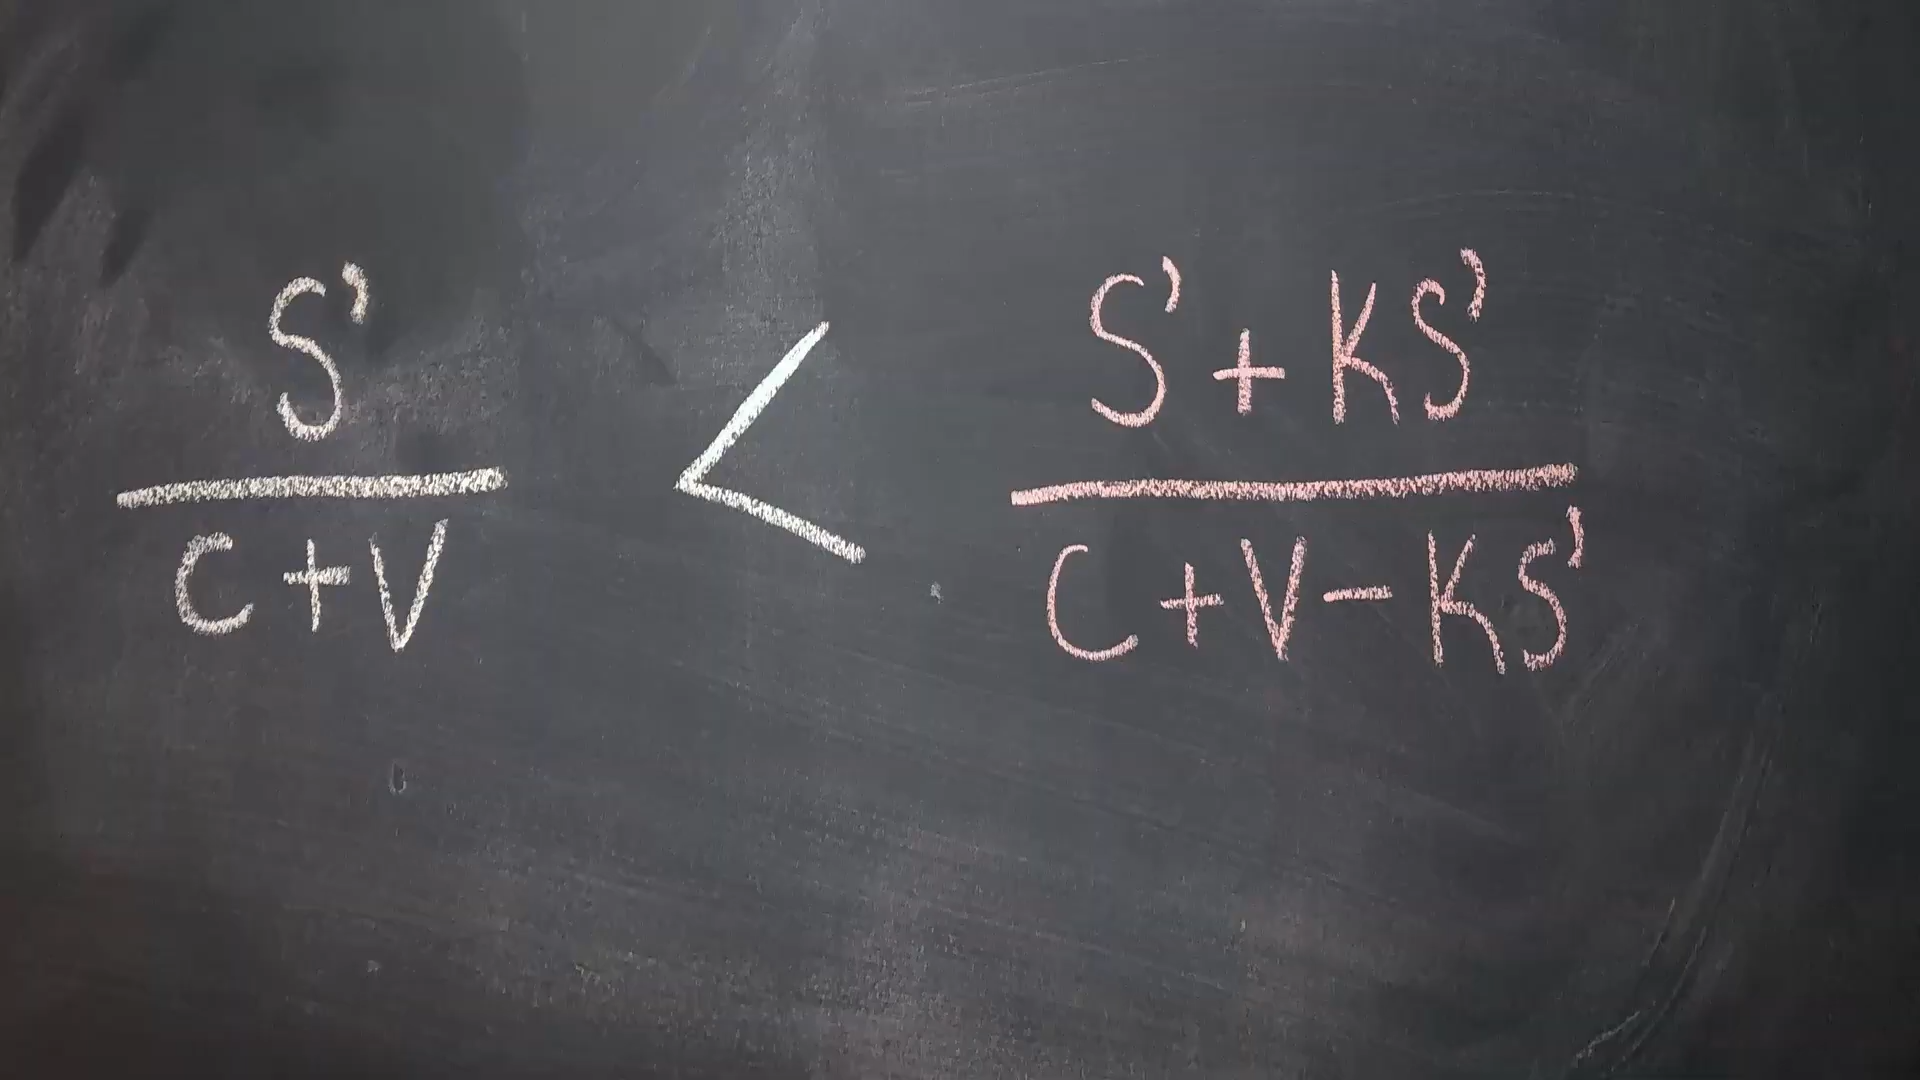 S' < S' + KS'
C + V C + V - KS'